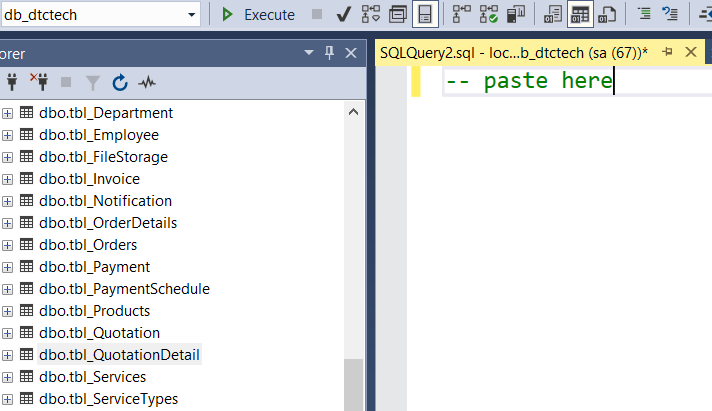 db_dtctech Execute
orer
SQLQuery2.sql - loc...b_dtctech (sa (67))*
-- paste here
dbo.tbl_Department
dbo.tbl_Employee
dbo.tbl_FileStorage
dbo.tbl_Invoice
dbo.tbl_Notification
dbo.tbl_OrderDetails
dbo.tbl_Orders
dbo.tbl_Payment
dbo.tbl_PaymentSchedule
dbo.tbl_Products
dbo.tbl_Quotation
dbo.tbl_QuotationDetail
dbo.tbl_Services
dbo.tbl_ServiceTypes